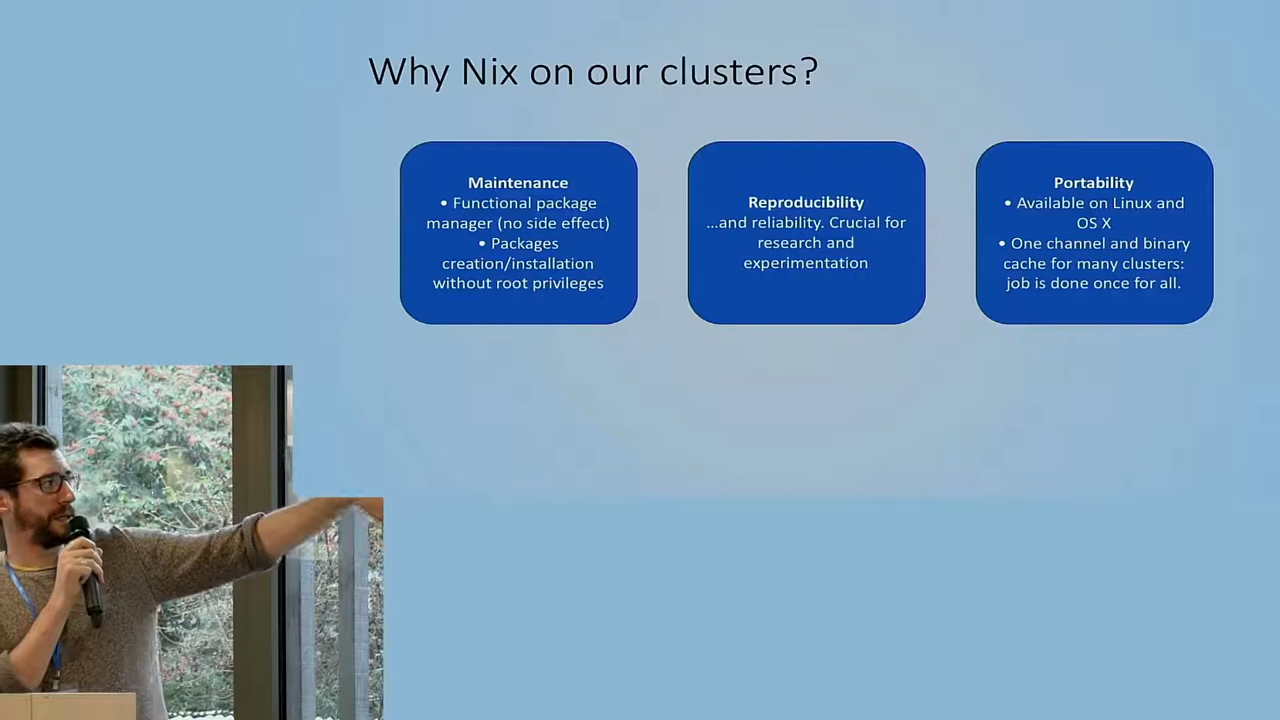 Why Nix on our clusters?
Maintenance
• Functional package
manager (no side effect)
• Packages
creation/installation
without root privileges
Reproducibility
...and reliability. Crucial for
research and
experimentation
Portability
• Available on Linux and
OS X
• One channel and binary
cache for many clusters:
job is done once for all.